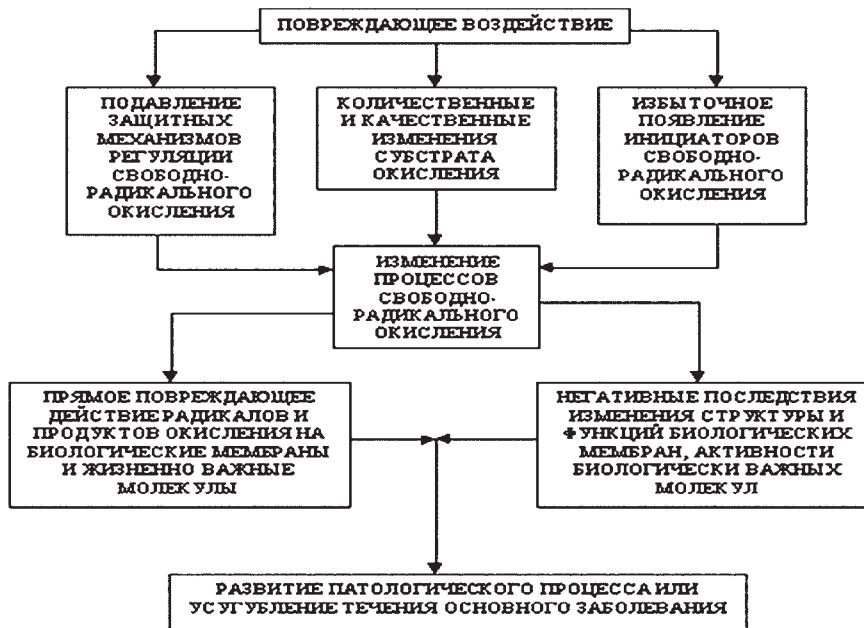 ПОВРЕЖДАЮЩЕЕ ВОЗДЕЙСТВИЕ
ПОДАВЛЕНИЕ
ЗАЩИТНЫХ
МЕХАНИЗМОВ
РЕГУЛЯЦИИ
СВОБОДНО-
РАДИКАЛЬНОГО
ОКИСЛЕНИЯ
КОЛИЧЕСТВЕННЫЕ
И КАЧЕСТВЕННЫЕ
ИЗМЕНЕНИЯ
СУБСТРАТА
ОКИСЛЕНИЯ
ИЗБЫТОЧНОЕ
ПОЯВЛЕНИЕ
ИНИЦИАТОРОВ
СВОБОДНО-
РАДИКАЛЬНОГО
ОКИСЛЕНИЯ
ИЗМЕНЕНИЕ
ПРОЦЕССОВ
СВОБОДНО-
РАДИКАЛЬНОГО
ОКИСЛЕНИЯ
ПРЯМОЕ ПОВРЕЖДАЮЩЕЕ
ДЕЙСТВИЕ РАДИКАЛОВ И
ПРОДУКТОВ ОКИСЛЕНИЯ НА
БИОЛОГИЧЕСКИЕ МЕМБРАНЫ
И ЖИЗНЕННО ВАЖНЫЕ
МОЛЕКУЛЫ
НЕГАТИВНЫЕ ПОСЛЕДСТВИЯ
ИЗМЕНЕНИЯ СТРУКТУРЫ И
ФУНКЦИЙ БИОЛОГИЧЕСКИХ
МЕМБРАН, АКТИВНОСТИ
БИОЛОГИЧЕСКИ ВАЖНЫХ
МОЛЕКУЛ
РАЗВИТИЕ ПАТОЛОГИЧЕСКОГО ПРОЦЕССА ИЛИ
УСУГУБЛЕНИЕ ТЕЧЕНИЯ ОСНОВНОГО ЗАБОЛЕВАНИЯ